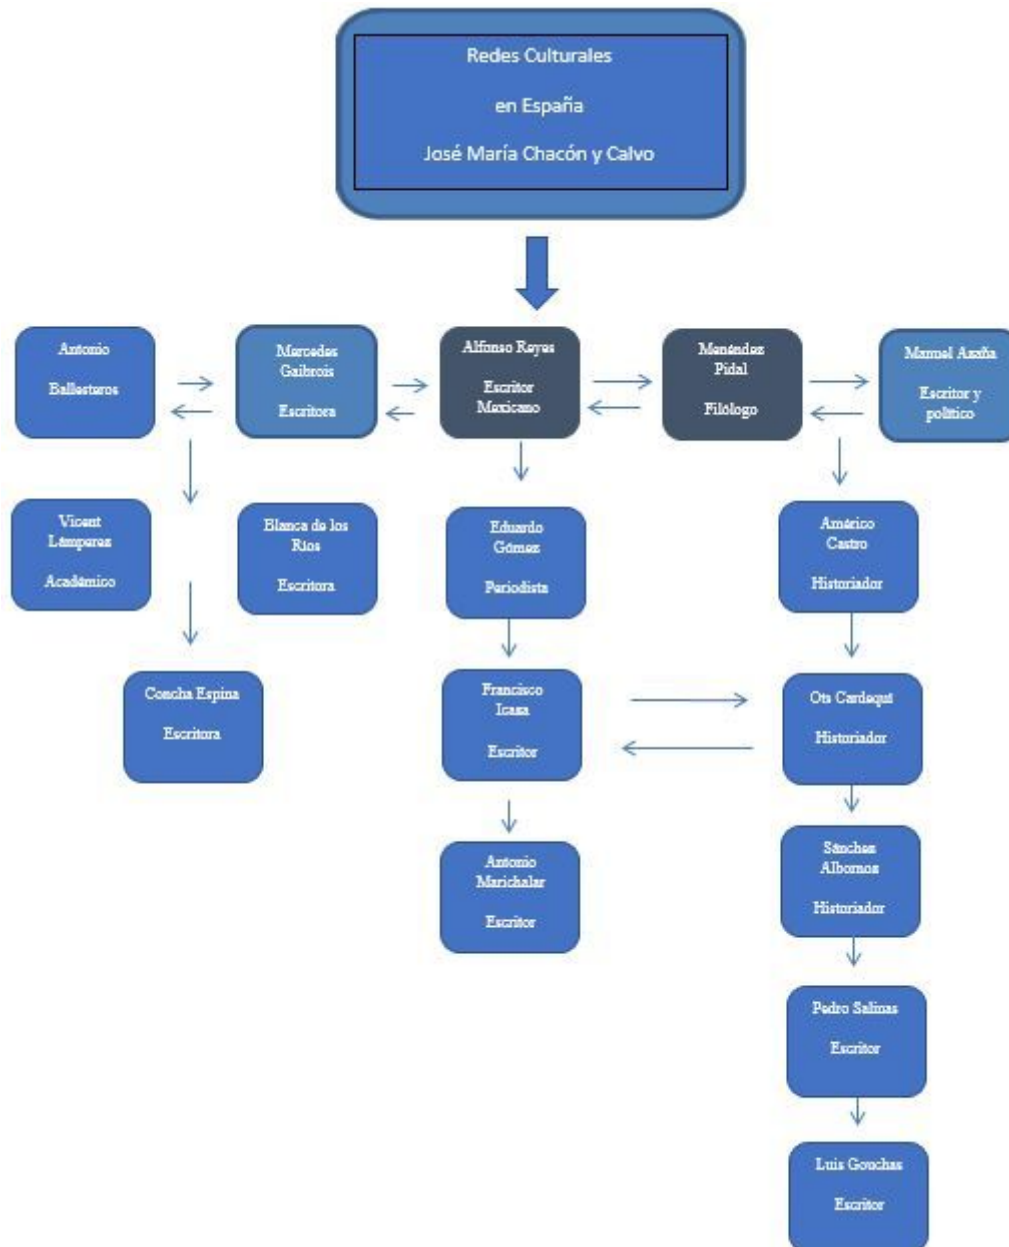 Redes Culturales
en España
José María Chacón y Calvo
Antonio
Ballesteros
Mercedes
Gaibrois
Escritora
Alfonso Reyes
Escritor
Mexicano
Menéndez
Pidal
Filólogo
Manuel Azaña
Escritor y
político
Vicent
Lámperez
Académico
Blanca de los
Ríos
Escritora
Eduardo
Gómez
Periodista
Américo
Castro
Historiador
Concha Espina
Escritora
Francisco
Icaza
Escritor
Ots Cardequí
Historiador
Antonio
Marichalar
Escritor
Sánchez
Albornoz
Historiador
Pedro Salinas
Escritor
Luis Gouchas
Escritor